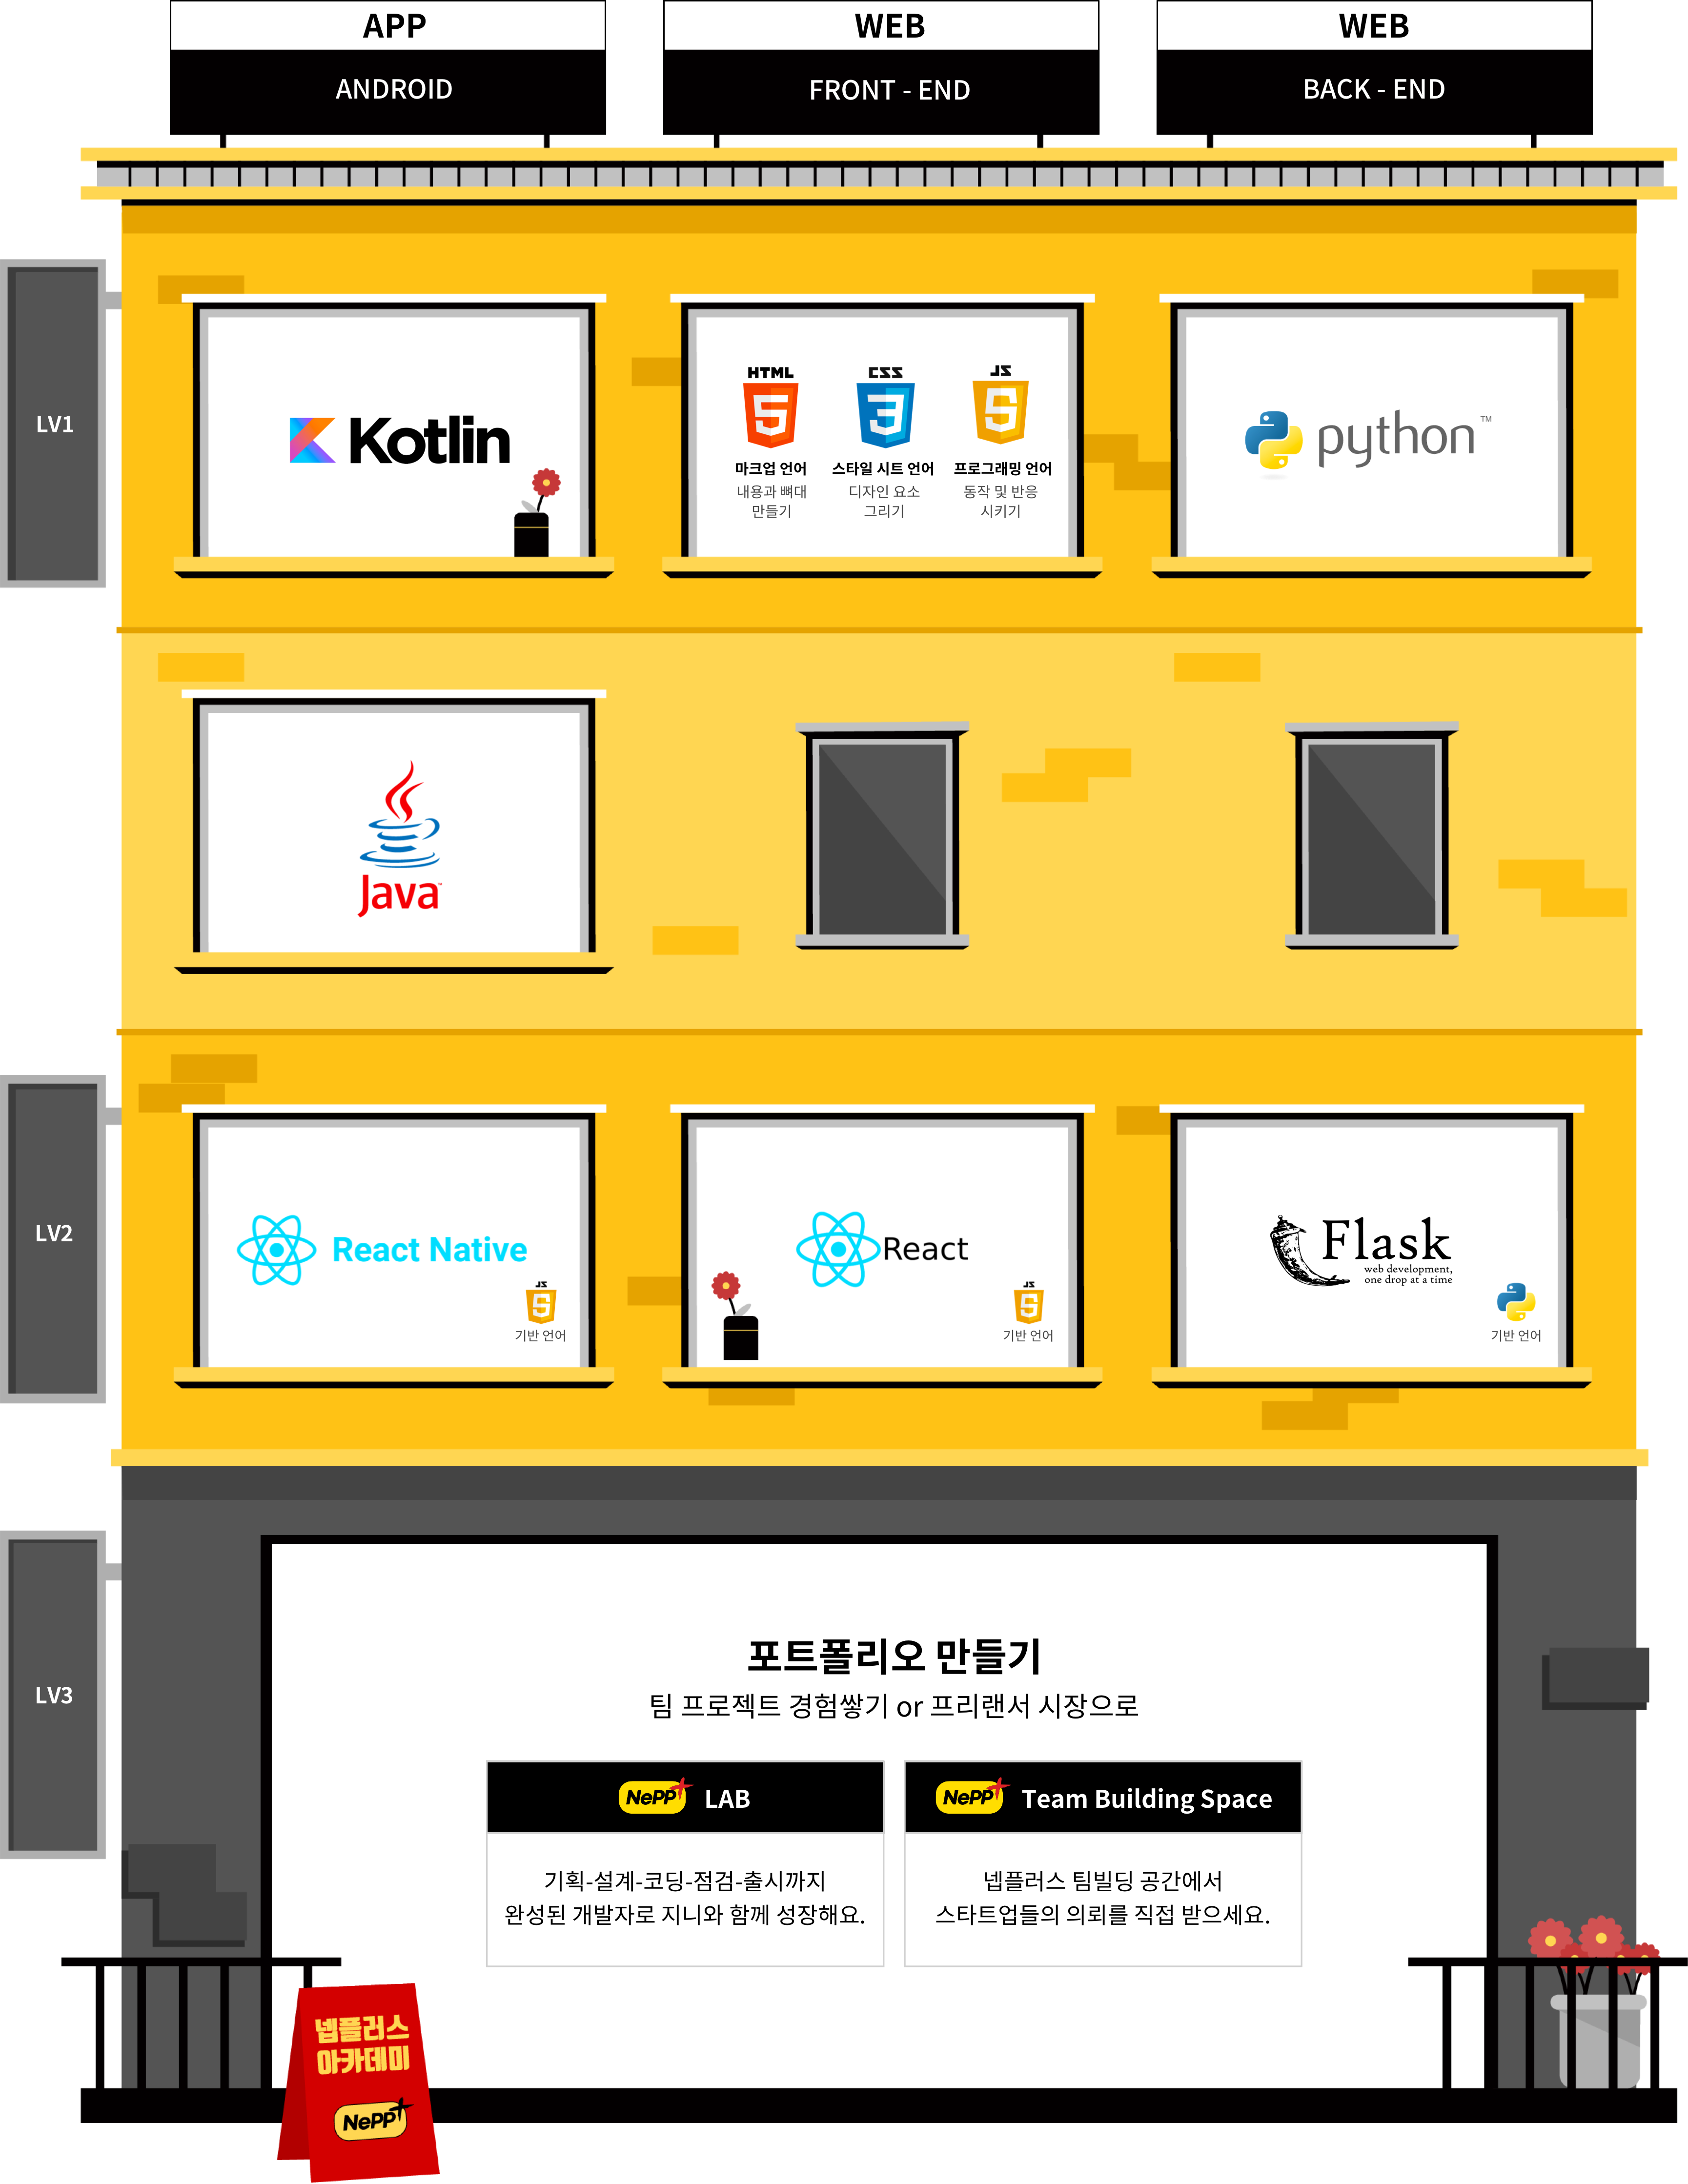 APP
ANDROID
WEB
FRONT - END
WEB
BACK - END
LV1
Kotlin
HTML
마크업 언어
내용과 뼈대
만들기
CSS
스타일 시트 언어
디자인 요소
그리기
JS
프로그래밍 언어
동작 및 반응
시키기
python™
Java™
LV2
React Native
JS
기반 언어
React
JS
기반 언어
Flask
web development,
one drop at a time
기반 언어
LV3
포트폴리오 만들기
팀 프로젝트 경험쌓기 or 프리랜서 시장으로
NePP+ LAB
기획-설계-코딩-점검-출시까지
완성된 개발자로 지니와 함께 성장해요.
NePP+ Team Building Space
넵플러스 팀빌딩 공간에서
스타트업들의 의뢰를 직접 받으세요.
넵플러스
아카데미
NePP+